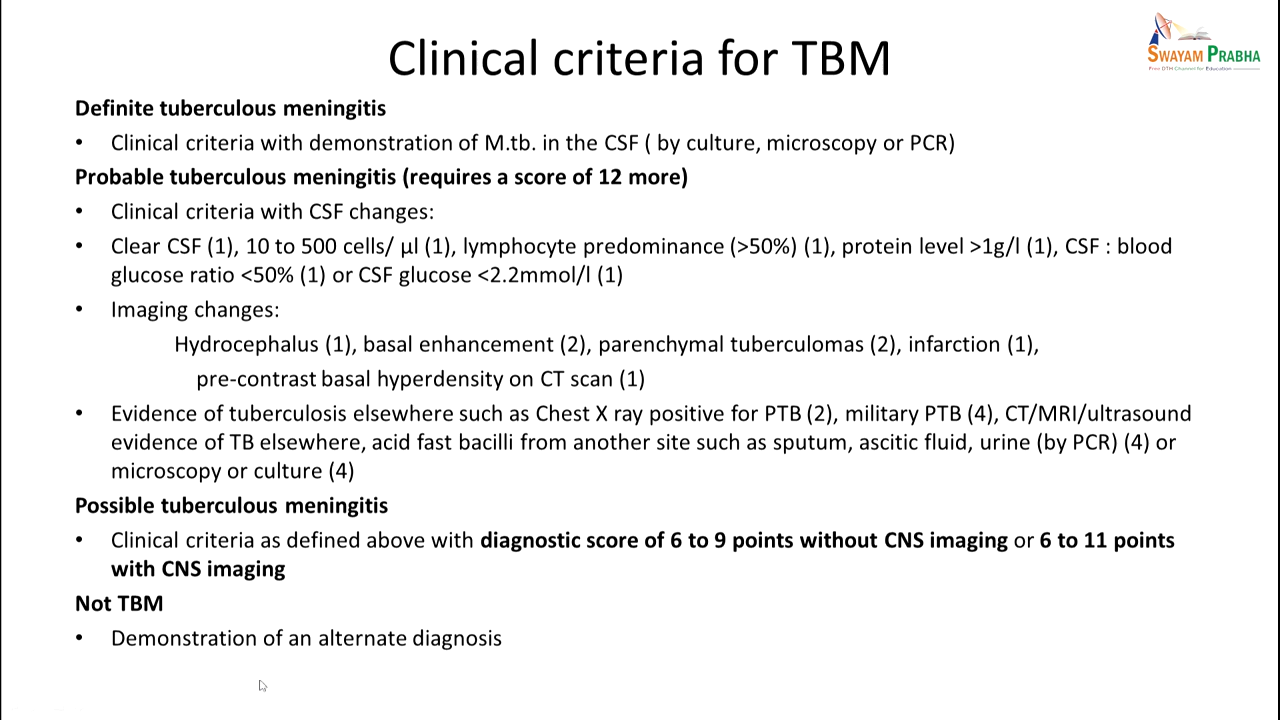 Clinical criteria for TBM
SWAYAM PRABHA
Free DTH Channel for Education
Definite tuberculous meningitis
• Clinical criteria with demonstration of M.tb. in the CSF ( by culture, microscopy or PCR)
Probable tuberculous meningitis (requires a score of 12 more)
• Clinical criteria with CSF changes:
• Clear CSF (1), 10 to 500 cells/ µl (1), lymphocyte predominance (>50%) (1), protein level >1g/l (1), CSF : blood
glucose ratio <50% (1) or CSF glucose <2.2mmol/l (1)
• Imaging changes:
Hydrocephalus (1), basal enhancement (2), parenchymal tuberculomas (2), infarction (1),
pre-contrast basal hyperdensity on CT scan (1)
• Evidence of tuberculosis elsewhere such as Chest X ray positive for PTB (2), military PTB (4), CT/MRI/ultrasound
evidence of TB elsewhere, acid fast bacilli from another site such as sputum, ascitic fluid, urine (by PCR) (4) or
microscopy or culture (4)
Possible tuberculous meningitis
• Clinical criteria as defined above with diagnostic score of 6 to 9 points without CNS imaging or 6 to 11 points
with CNS imaging
Not TBM
• Demonstration of an alternate diagnosis